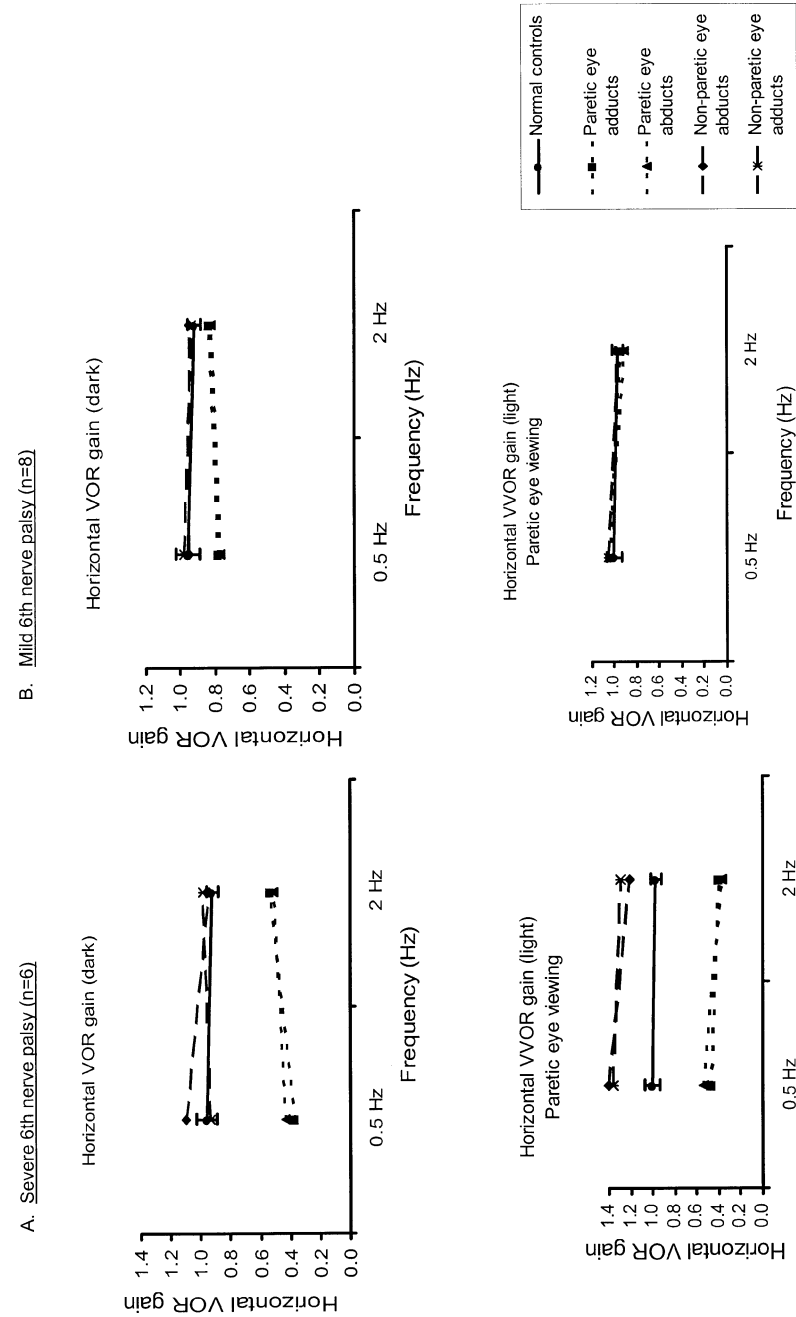 A. Severe 6th nerve palsy (n=6)
Horizontal VOR gain (dark)
Horizontal VOR gain
1.4
1.2
1.0
0.8
0.6
0.4
0.2
0.0
0.5 Hz
2 Hz
Frequency (Hz)
Horizontal VVOR gain (light)
Paretic eye viewing
Horizontal VOR gain
1.4
1.2
1.0
0.8
0.6
0.4
0.2
0.0
0.5 Hz
2 Hz
B. Mild 6th nerve palsy (n=8)
Horizontal VOR gain (dark)
Horizontal VOR gain
1.2
1.0
0.8
0.6
0.4
0.2
0.0
0.5 Hz
2 Hz
Frequency (Hz)
Horizontal VVOR gain (light)
Paretic eye viewing
Horizontal VOR gain
1.2
1.0
0.8
0.6
0.4
0.2
0.0
0.5 Hz
2 Hz
Frequency (Hz)
Normal controls
Paretic eye
adducts
Paretic eye
abducts
Non-paretic eye
abducts
Non-paretic eye
adducts